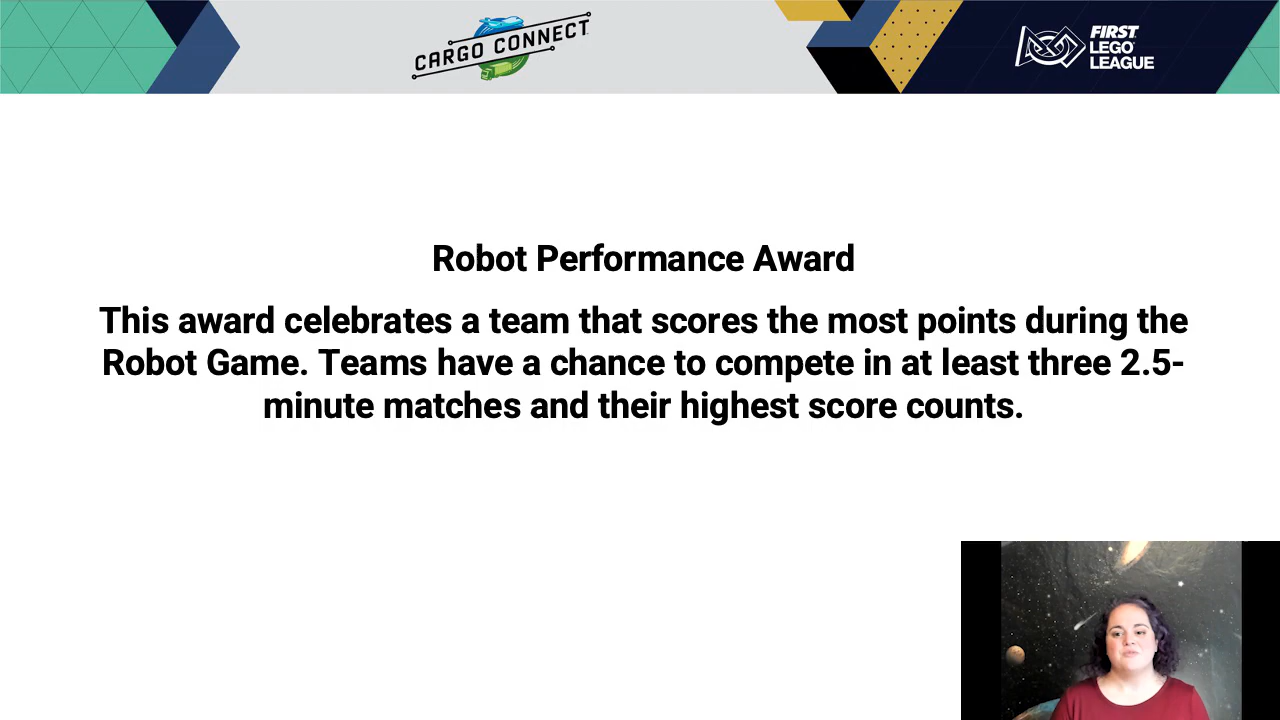 CARGO CONNECT
FIRST
LEGO
LEAGUE
Robot Performance Award
This award celebrates a team that scores the most points during the
Robot Game. Teams have a chance to compete in at least three 2.5-
minute matches and their highest score counts.